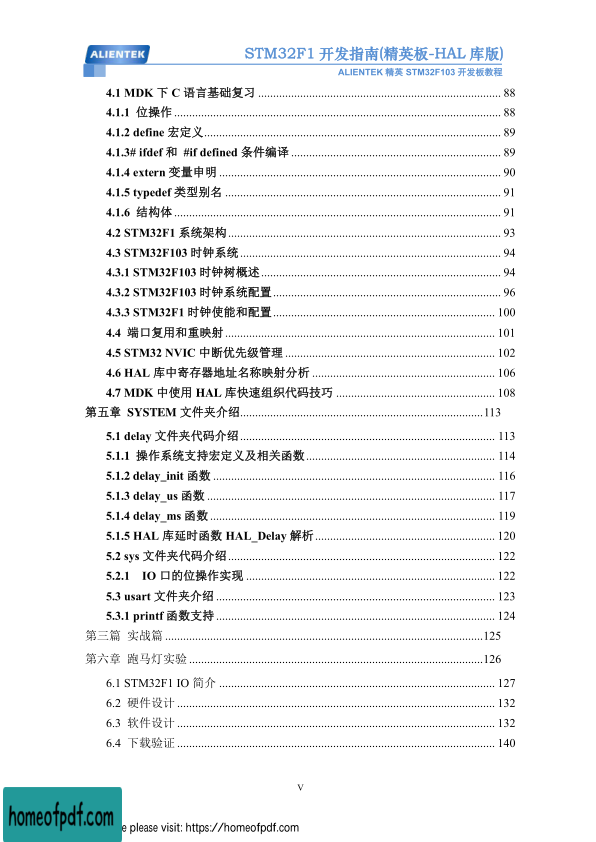 ALIENTEK
STM32F1 开发指南(精英板-HAL 库版)
ALIENTEK 精英 STM32F103 开发板教程
4.1 MDK 下 C 语言基础复习 ........ 88
4.1.1 位操作 ........ 88
4.1.2 define 宏定义 ........ 89
4.1.3# ifdef 和 #if defined 条件编译 ........ 89
4.1.4 extern 变量申明 ........ 90
4.1.5 typedef 类型别名 ........ 91
4.1.6 结构体 ........ 91
4.2 STM32F1 系统架构 ........ 93
4.3 STM32F103 时钟系统 ........ 94
4.3.1 STM32F103 时钟树概述 ........ 94
4.3.2 STM32F103 时钟系统配置 ........ 96
4.3.3 STM32F1 时钟使能和配置 ........ 100
4.4 端口复用和重映射 ........ 101
4.5 STM32 NVIC 中断优先级管理 ........ 102
4.6 HAL 库中寄存器地址名称映射分析 ........ 106
4.7 MDK 中使用 HAL 库快速组织代码技巧 ........ 108
第五章 SYSTEM 文件夹介绍 ........ 113
5.1 delay 文件夹代码介绍 ........ 113
5.1.1 操作系统支持宏定义及相关函数 ........ 114
5.1.2 delay_init 函数 ........ 116
5.1.3 delay_us 函数 ........ 117
5.1.4 delay_ms 函数 ........ 119
5.1.5 HAL 库延时函数 HAL_Delay 解析 ........ 120
5.2 sys 文件夹代码介绍 ........ 122
5.2.1 IO 口的位操作实现 ........ 122
5.3 usart 文件夹介绍 ........ 123
5.3.1 printf 函数支持 ........ 124
第三篇 实战篇 ........ 125
第六章 跑马灯实验 ........ 126
6.1 STM32F1 IO 简介 ........ 127
6.2 硬件设计 ........ 132
6.3 软件设计 ........ 132
6.4 下载验证 ........ 140
V
homeofpdf.com
please visit: https://homeofpdf.com